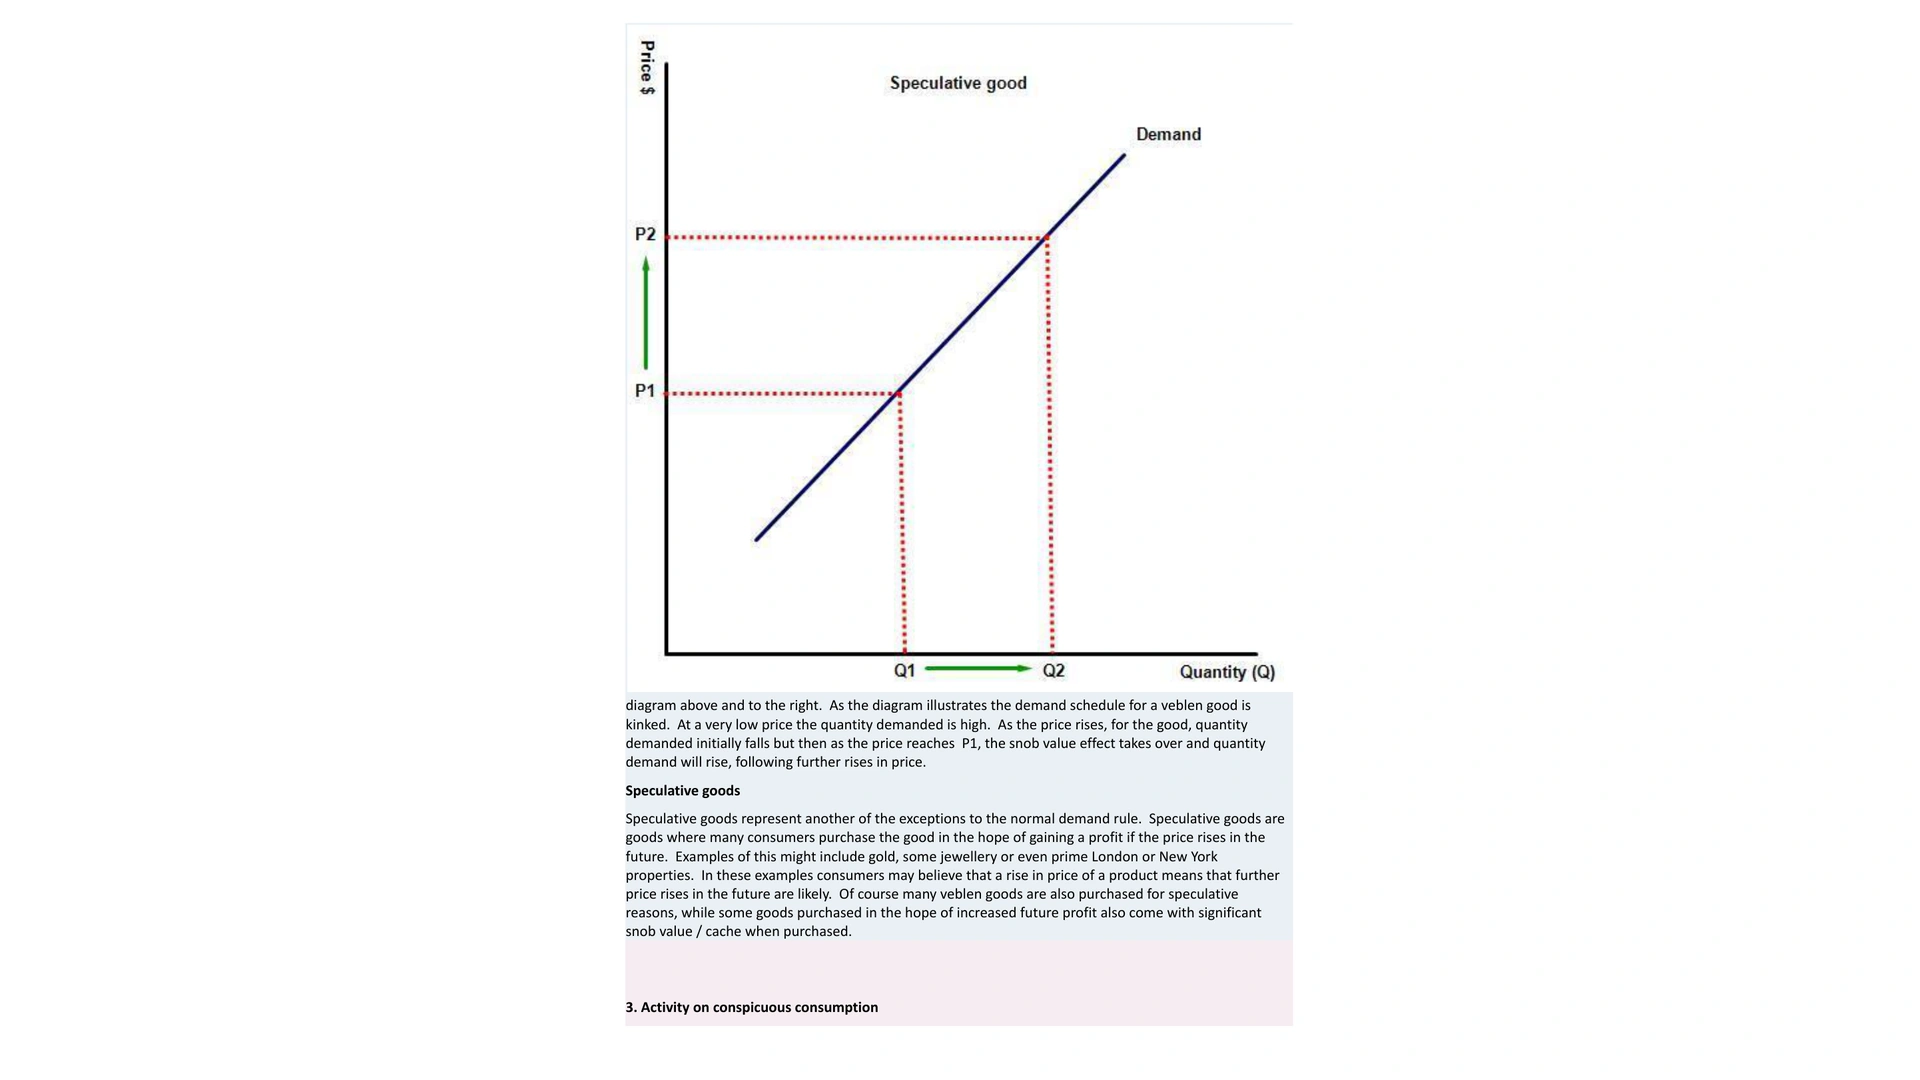 Price $
Speculative good
Demand
P2
P1
Q1
Q2
Quantity (Q)
diagram above and to the right.  As the diagram illustrates the demand schedule for a veblen good is
kinked.  At a very low price the quantity demanded is high.  As the price rises, for the good, quantity
demanded initially falls but then as the price reaches  P1, the snob value effect takes over and quantity
demand will rise, following further rises in price.
Speculative goods
Speculative goods represent another of the exceptions to the normal demand rule.  Speculative goods are
goods where many consumers purchase the good in the hope of gaining a profit if the price rises in the
future.  Examples of this might include gold, some jewellery or even prime London or New York
properties.  In these examples consumers may believe that a rise in price of a product means that further
price rises in the future are likely.  Of course many veblen goods are also purchased for speculative
reasons, while some goods purchased in the hope of increased future profit also come with significant
snob value / cache when purchased.
3. Activity on conspicuous consumption